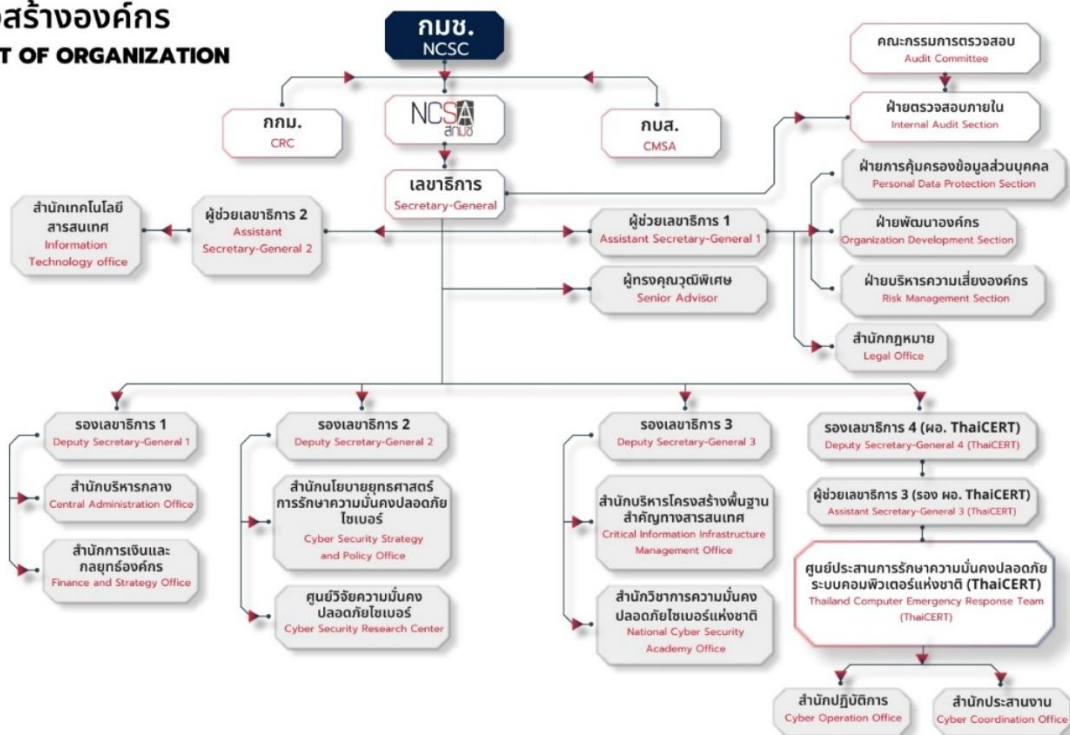 สร้างองค์กร
T OF ORGANIZATION
กมช.
NCSC
คณะกรรมการตรวจสอบ
Audit Committee
กกม.
CRC
NCSA
สกมช
กบส.
CMSA
ฝ่ายตรวจสอบภายใน
Internal Audit Section
เลขาธิการ
Secretary-General
ฝ่ายการคุ้มครองข้อมูลส่วนบุคคล
Personal Data Protection Section
สำนักเทคโนโลยี
สารสนเทศ
Information
Technology office
ผู้ช่วยเลขาธิการ 2
Assistant
Secretary-General 2
ผู้ช่วยเลขาธิการ 1
Assistant Secretary-General 1
ฝ่ายพัฒนาองค์กร
Organization Development Section
ผู้ทรงคุณวุฒิพิเศษ
Senior Advisor
ฝ่ายบริหารความเสี่ยงองค์กร
Risk Management Section
สำนักกฎหมาย
Legal Office
รองเลขาธิการ 1
Deputy Secretary-General 1
สำนักบริหารกลาง
Central Administration Office
สำนักการเงินและ
กลยุทธ์องค์กร
Finance and Strategy Office
รองเลขาธิการ 2
Deputy Secretary-General 2
สำนักนโยบายยุทธศาสตร์
การรักษาความมั่นคงปลอดภัย
ไซเบอร์
Cyber Security Strategy
and Policy Office
ศูนย์วิจัยความมั่นคง
ปลอดภัยไซเบอร์
Cyber Security Research Center
รองเลขาธิการ 3
Deputy Secretary-General 3
สำนักบริหารโครงสร้างพื้นฐาน
สำคัญทางสารสนเทศ
Critical Information Infrastructure
Management Office
สำนักวิชาการความมั่นคง
ปลอดภัยไซเบอร์แห่งชาติ
National Cyber Security
Academy Office
รองเลขาธิการ 4 (ผอ. ThaiCERT)
Deputy Secretary-General 4 (ThaiCERT)
ผู้ช่วยเลขาธิการ 3 (รอง ผอ. ThaiCERT)
Assistant Secretary-General 3 (ThaiCERT)
ศูนย์ประสานการรักษาความมั่นคงปลอดภัย
ระบบคอมพิวเตอร์แห่งชาติ (ThaiCERT)
Thailand Computer Emergency Response Team
(ThaiCERT)
สำนักปฏิบัติการ
Cyber Operation Office
สำนักประสานงาน
Cyber Coordination Office